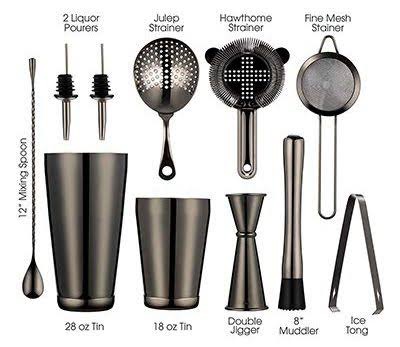 2 Liquor
Pourers
Julep
Strainer
Hawthorne
Strainer
Fine Mesh
Stainer
12" Mixing Spoon
28 oz Tin
18 oz Tin
Double
Jigger
8"
Muddler
Ice
Tong